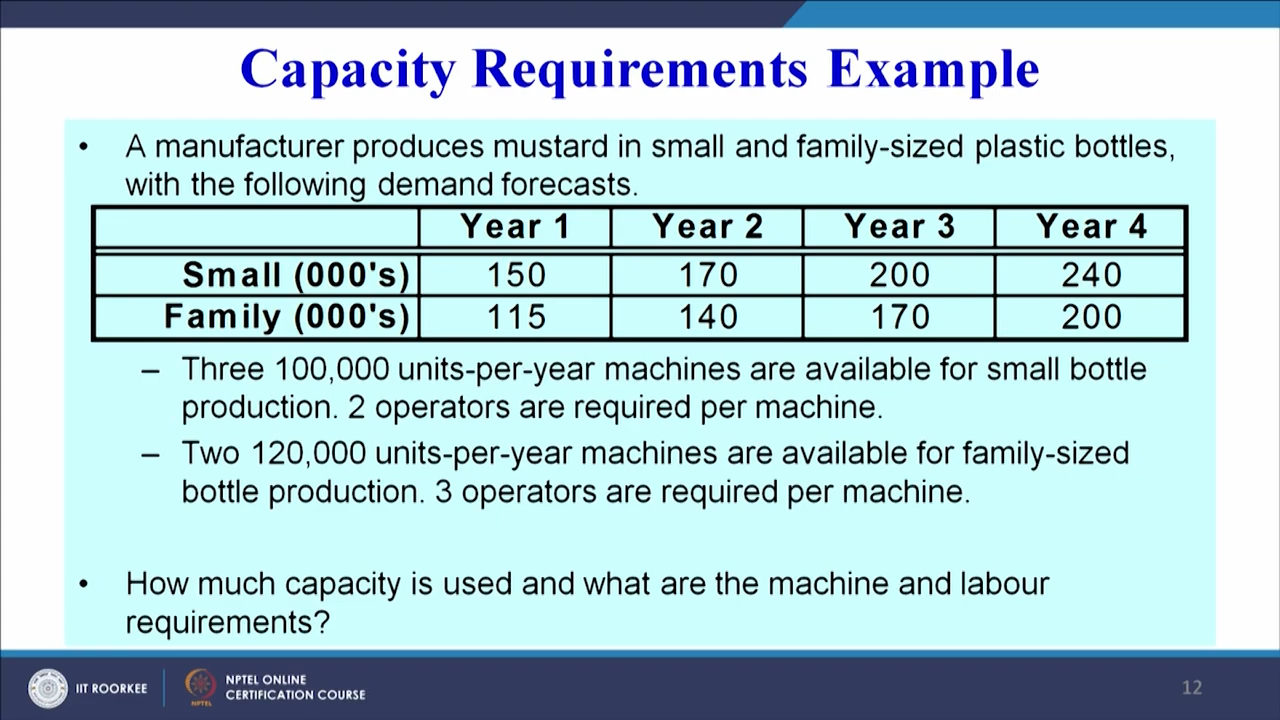 Capacity Requirements Example
• A manufacturer produces mustard in small and family-sized plastic bottles,
with the following demand forecasts.
Year 1 Year 2 Year 3 Year 4
Small (000's) 150 170 200 240
Family (000's) 115 140 170 200
– Three 100,000 units-per-year machines are available for small bottle
production. 2 operators are required per machine.
– Two 120,000 units-per-year machines are available for family-sized
bottle production. 3 operators are required per machine.
• How much capacity is used and what are the machine and labour
requirements?
IIT ROORKEE
NPTEL
NPTEL ONLINE
CERTIFICATION COURSE
12